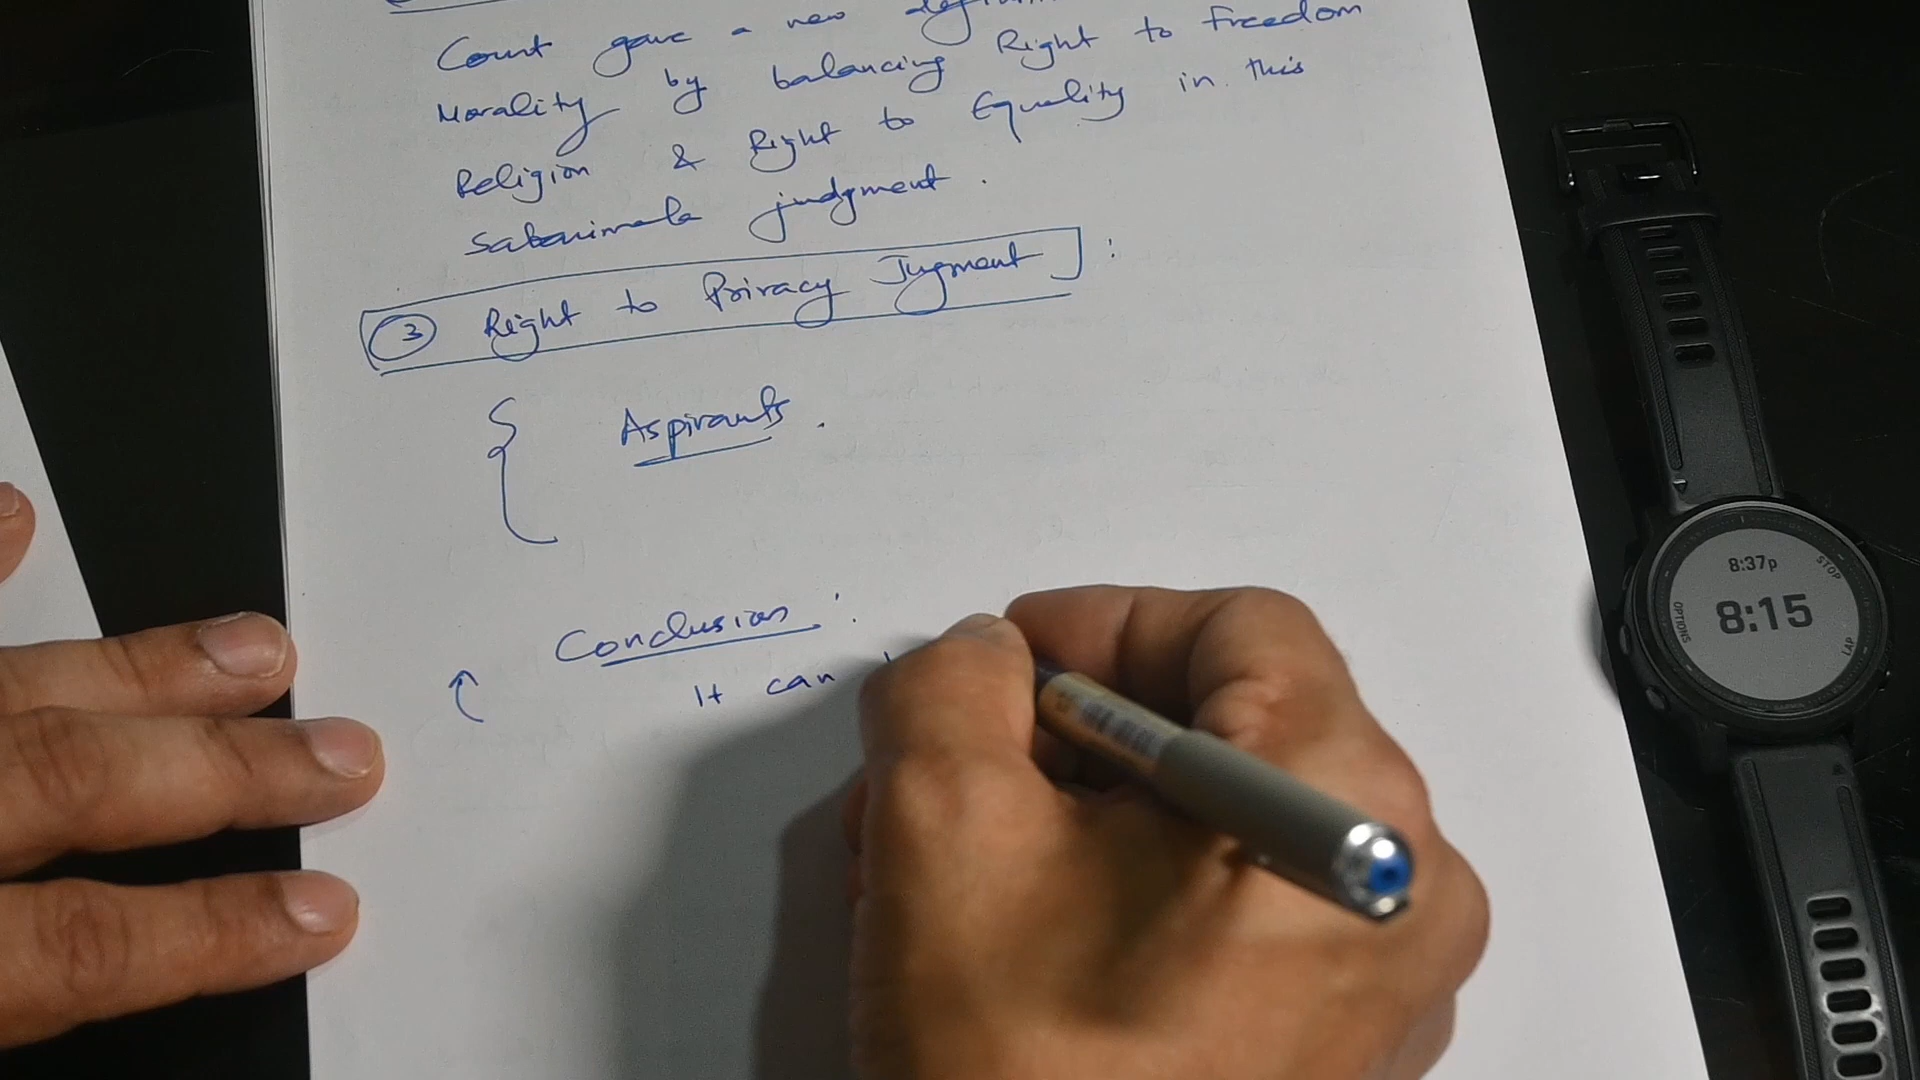 Court gave a new
Morality by balancing Right to Freedom
Religion & Right to Equality in this
Sabarimala judgment.
3 Right to Privacy Jugment :
Aspirants.
Conclusion :
It can
8:37p
8:15
STOP
OPTIONS
LAP